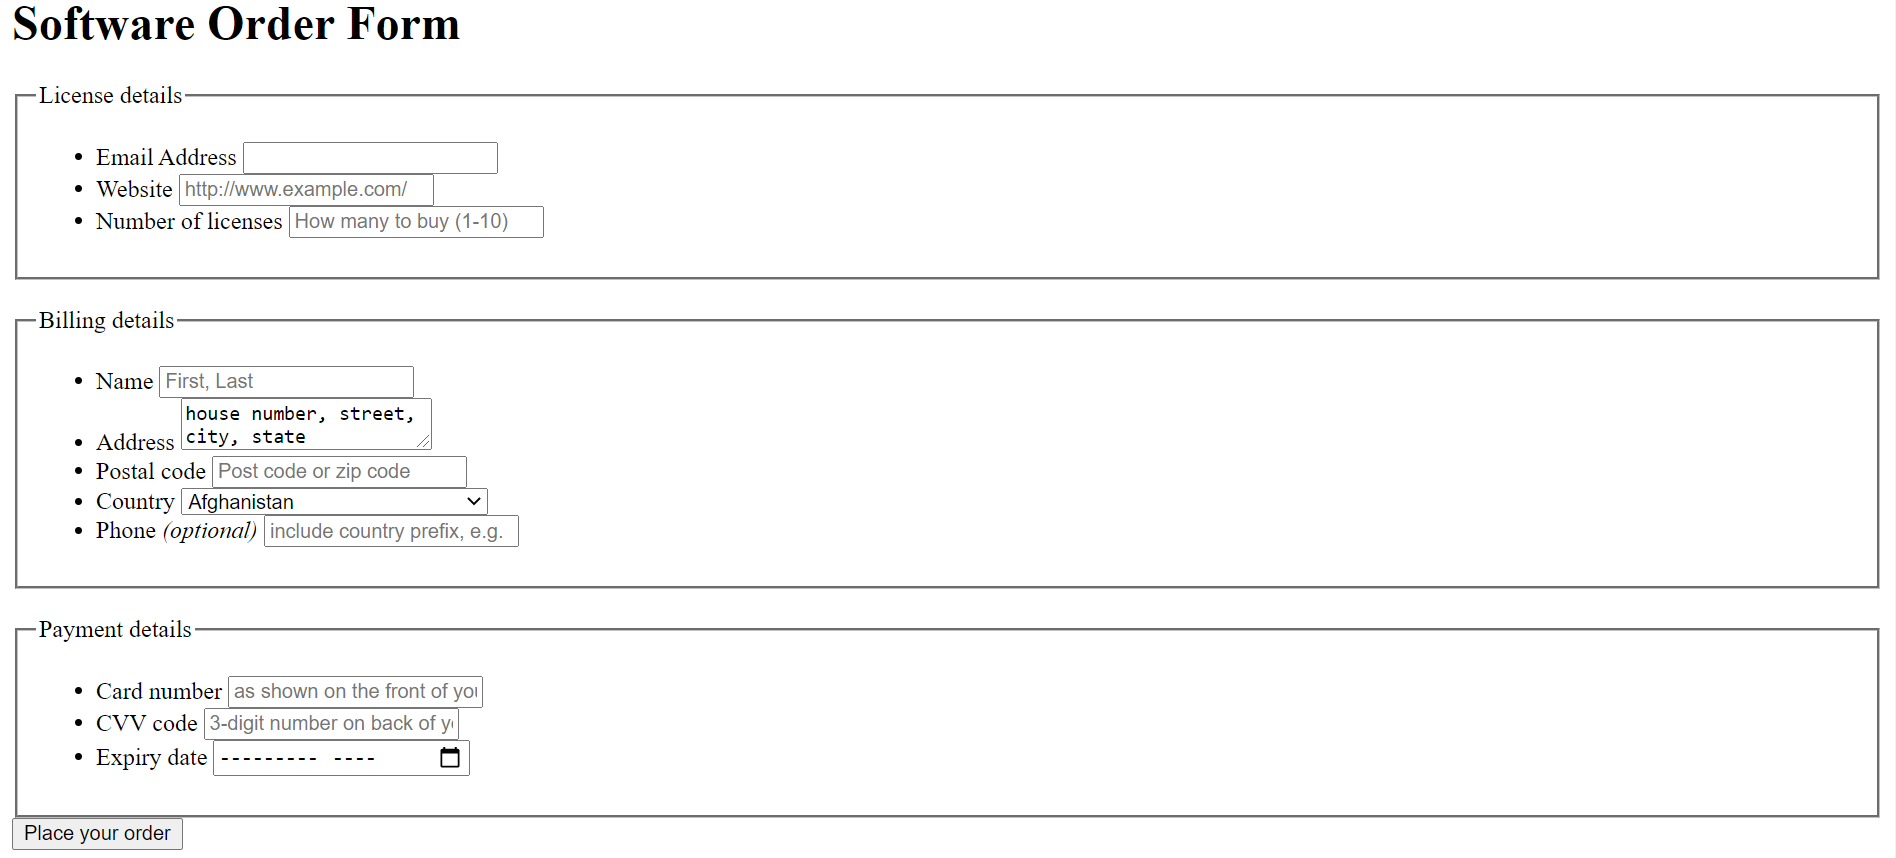 Software Order Form
License details
Email Address
Website http://www.example.com/
Number of licenses How many to buy (1-10)
Billing details
Name First, Last
house number, street,
Address city, state
Postal code Post code or zip code
Country Afghanistan
Phone (optional) include country prefix, e.g.
Payment details
Card number as shown on the front of you
CVV code 3-digit number on back of y
Expiry date --------- ----
Place your order